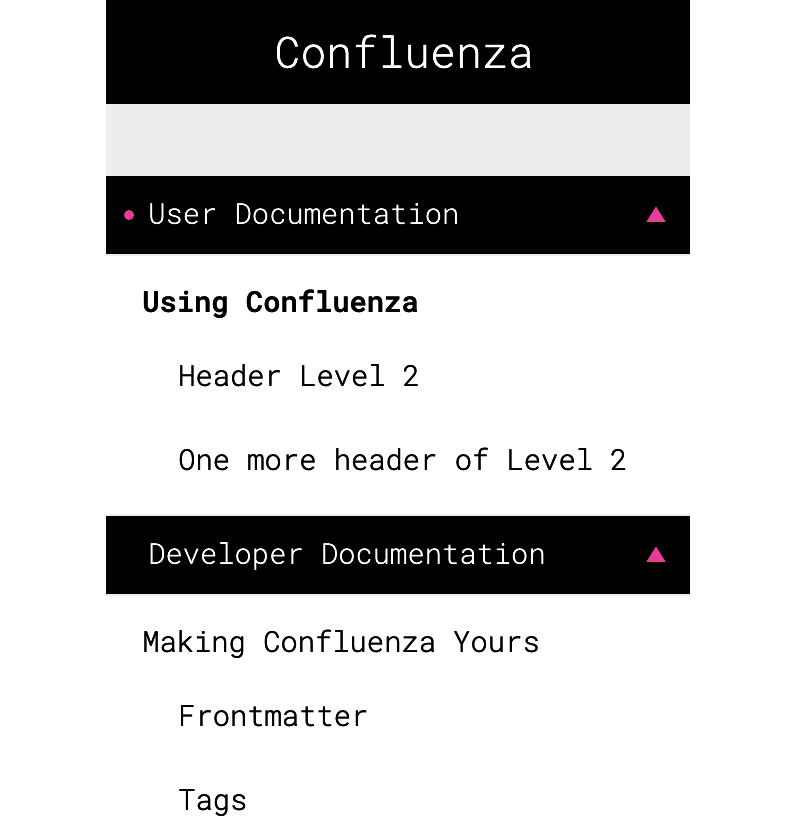 Confluenza
User Documentation
Using Confluenza
Header Level 2
One more header of Level 2
Developer Documentation
Making Confluenza Yours
Frontmatter
Tags